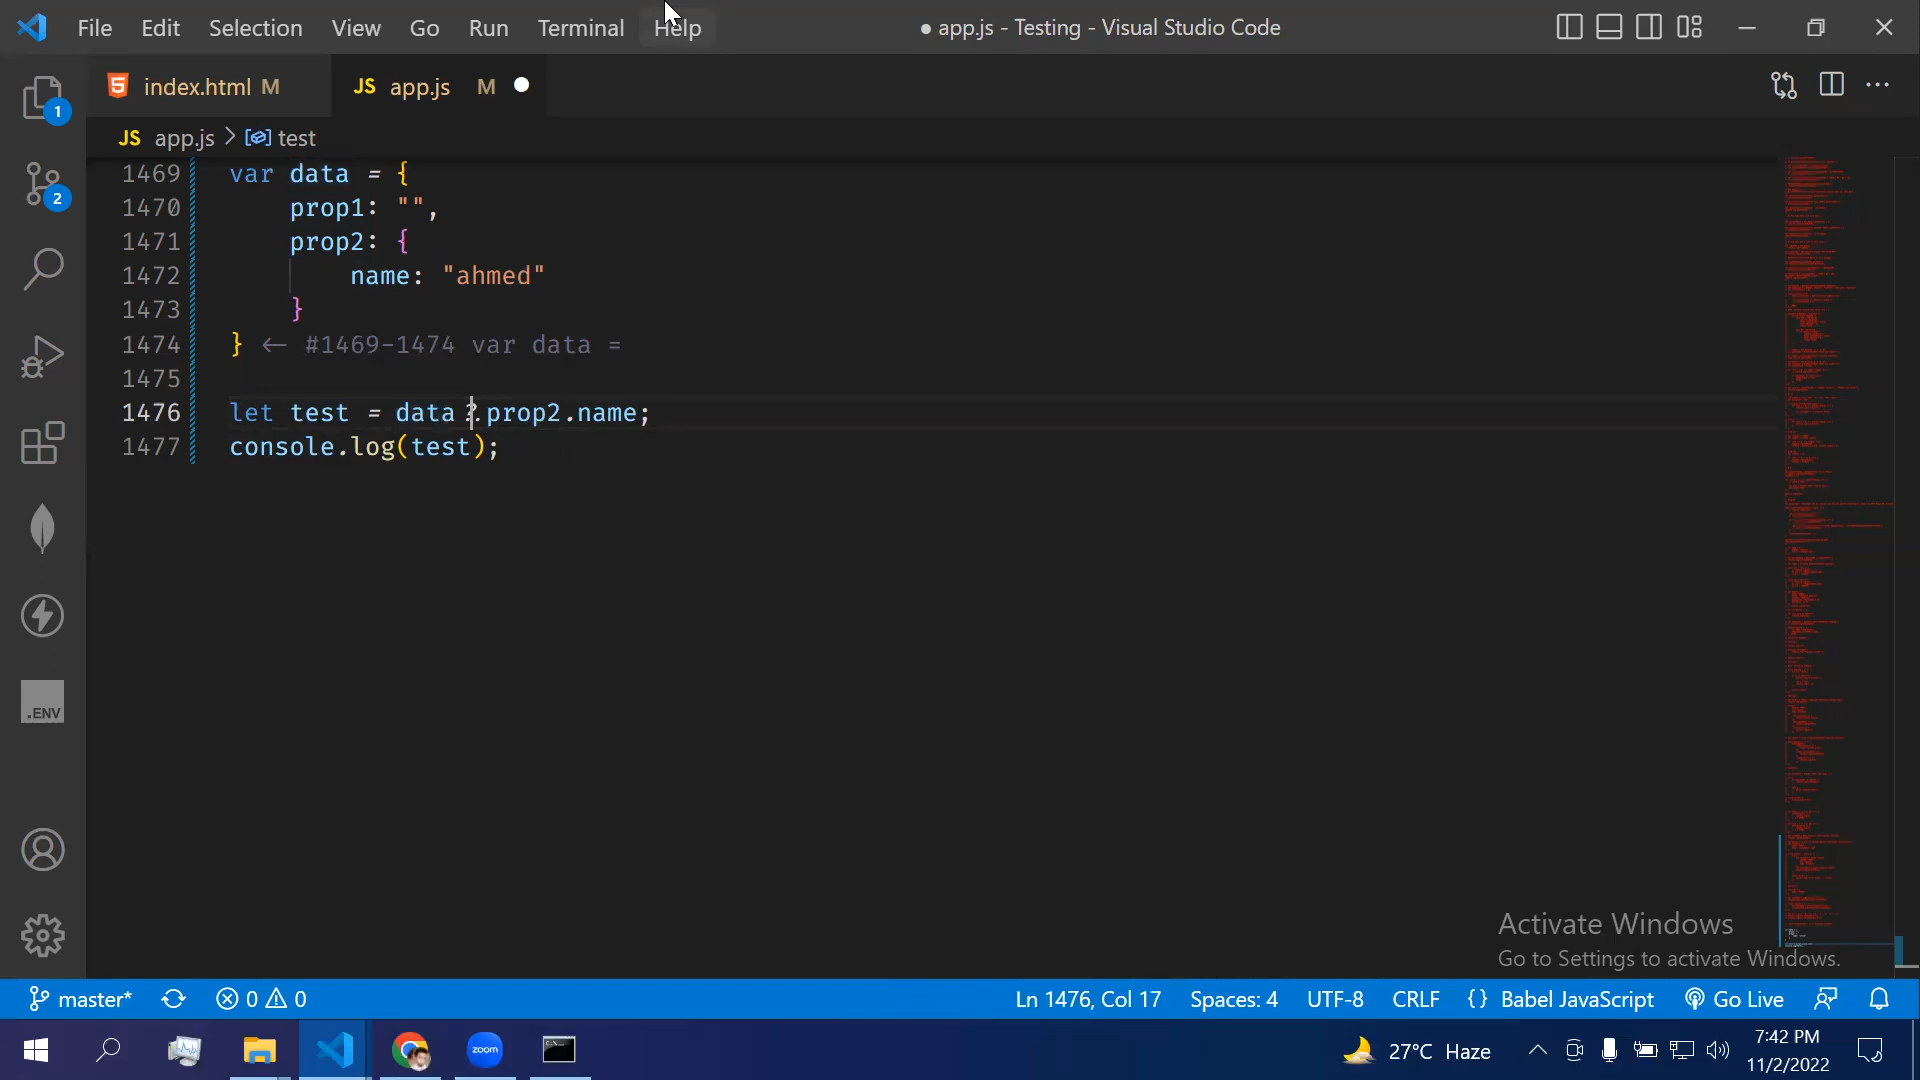 File Edit Selection View Go Run Terminal Help
● app.js - Testing - Visual Studio Code
index.html M
JS app.js M
JS app.js > test
1469 var data = {
1470 prop1: "",
1471 prop2: {
1472 name: "ahmed"
1473 }
1474 } <- #1469-1474 var data =
1475
1476 let test = data ?.prop2.name;
1477 console.log(test);
1
2
.ENV
Activate Windows
Go to Settings to activate Windows.
master* 0 0
Ln 1476, Col 17 Spaces: 4 UTF-8 CRLF {} Babel JavaScript Go Live
zoom
27°C Haze
7:42 PM
11/2/2022